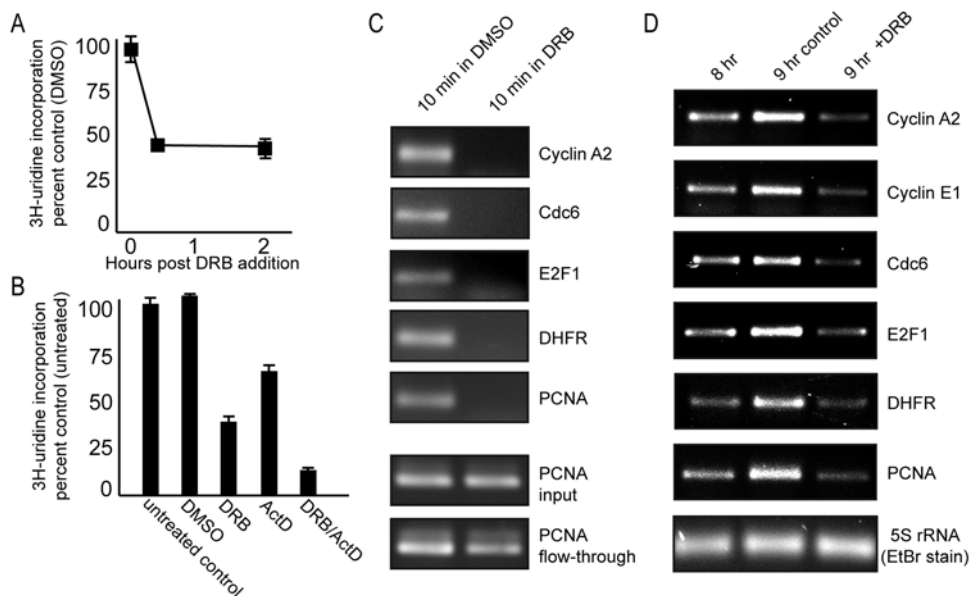 A
3H-uridine incorporation
percent control (DMSO)
100
75
50
25
0
0
1
2
Hours post DRB addition
B
3H-uridine incorporation
percent control (untreated)
100
75
50
25
0
untreated control
DMSO
DRB
ActD
DRB/ActD
C
10 min in DMSO
10 min in DRB
Cyclin A2
Cdc6
E2F1
DHFR
PCNA
PCNA
input
PCNA
flow-through
D
8 hr
9 hr control
9 hr +DRB
Cyclin A2
Cyclin E1
Cdc6
E2F1
DHFR
PCNA
5S rRNA
(EtBr stain)